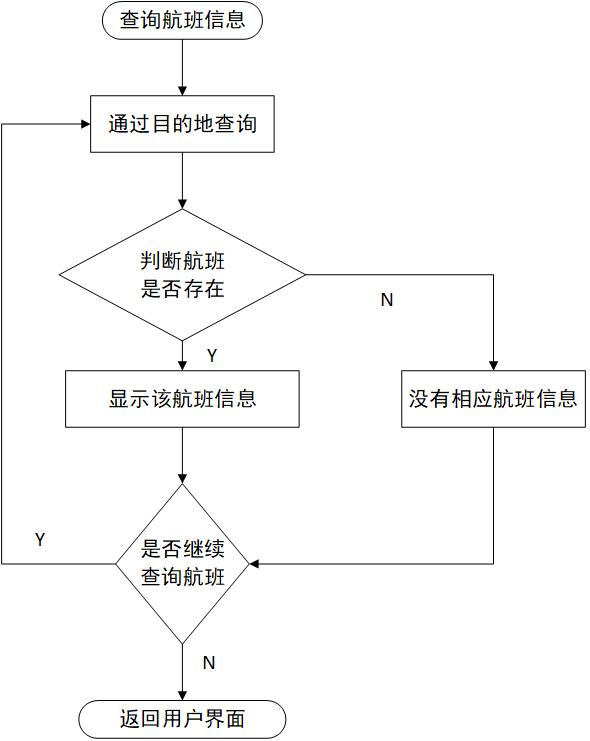 查询航班信息
通过目的地查询
判断航班
是否存在
N
Y
显示该航班信息
没有相应航班信息
Y
是否继续
查询航班
N
返回用户界面